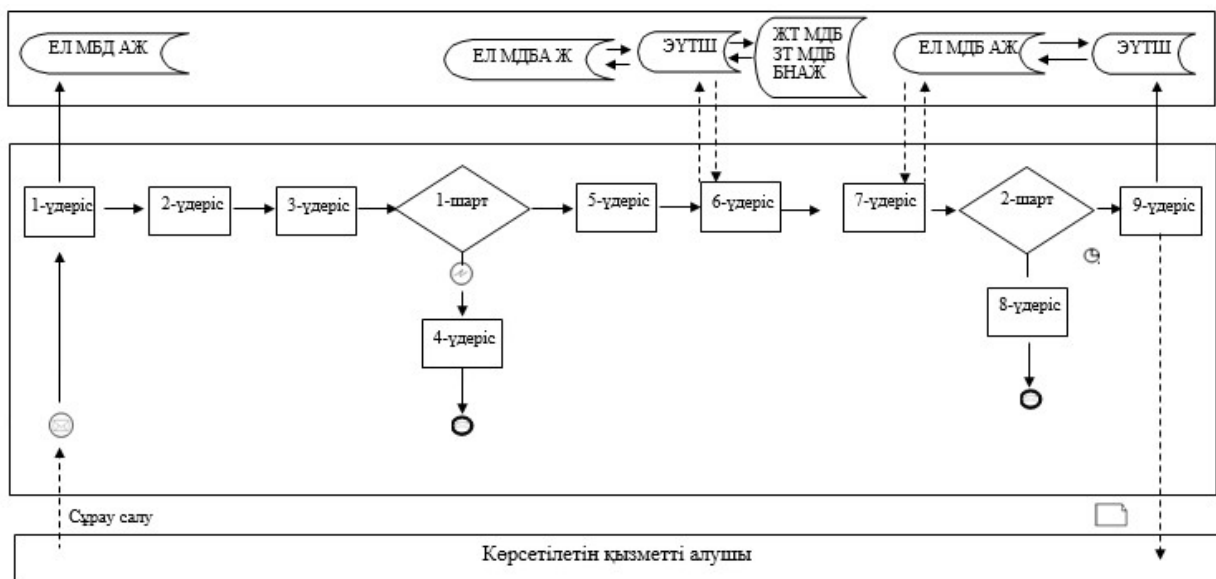 ЕЛ МБД АЖ
ЕЛ МДБА Ж
ЭҮТШ
ЖТ МДБ
ЗТ МДБ
БНАЖ
ЕЛ МДБ АЖ
ЭҮТШ
1-үдеріс
2-үдеріс
3-үдеріс
1-шарт
5-үдеріс
6-үдеріс
7-үдеріс
2-шарт
9-үдеріс
4-үдеріс
8-үдеріс
Сұрау салу
Көрсетілетін қызметті алушы